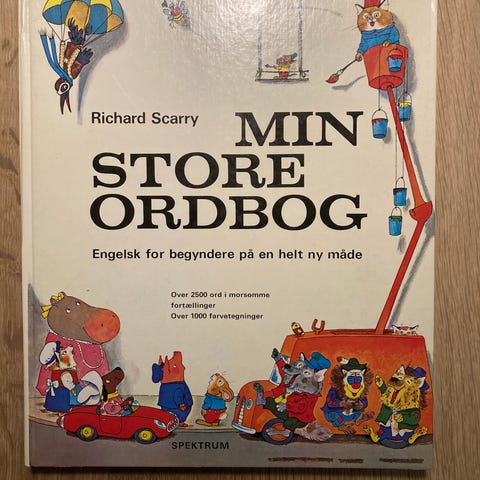 Richard Scarry MIN
STORE
ORDBOG
Engelsk for begyndere på en helt ny måde
Over 2500 ord i morsomme
fortællinger
Over 1000 farvetegninger
SPEKTRUM